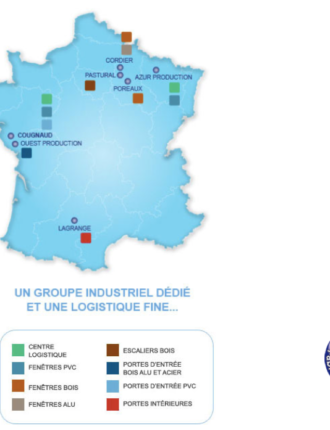 CORDIER
PASTURAL
AZUR PRODUCTION
POREAUX
COUGNAUD
OUEST PRODUCTION
LAGRANGE
UN GROUPE INDUSTRIEL DÉDIÉ
ET UNE LOGISTIQUE FINE...
CENTRE
LOGISTIQUE
FENÊTRES PVC
FENÊTRES BOIS
FENÊTRES ALU
ESCALIERS BOIS
PORTES D'ENTRÉE
BOIS ALU ET ACIER
PORTES D'ENTRÉE PVC
PORTES INTÉRIEURES